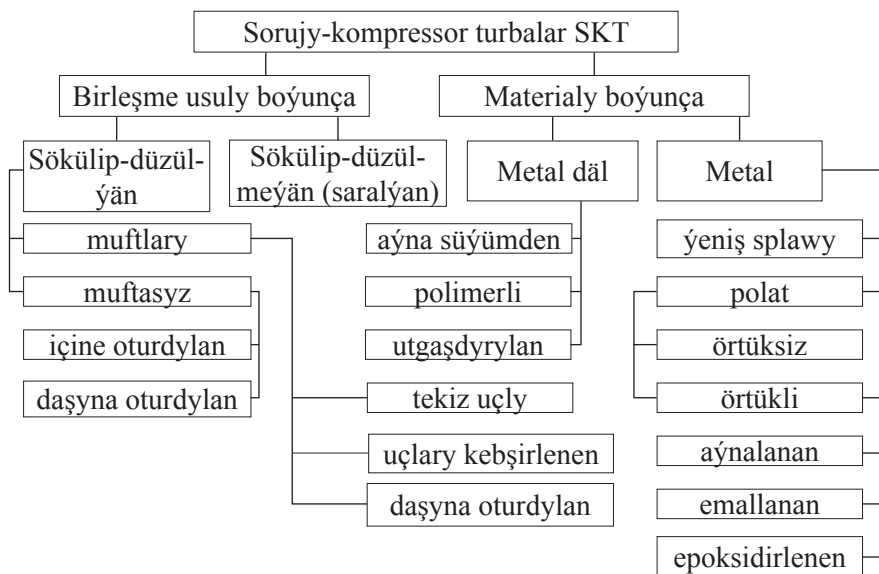 Sorujy-kompressor turbalar SKT
Birleşme usuly boýunça
Materialy boýunça
Sökülip-düzül-
ýän
Sökülip-düzül-
meýän (saralýan)
Metal däl
Metal
muftlary
aýna süýümden
ýeniş splawy
muftasyz
polimerli
polat
içine oturdylan
utgaşdyrylan
örtüksiz
daşyna oturdylan
tekiz uçly
örtükli
uçlary kebşirlenen
aýnalanan
daşyna oturdylan
emallanan
epoksidirlenen